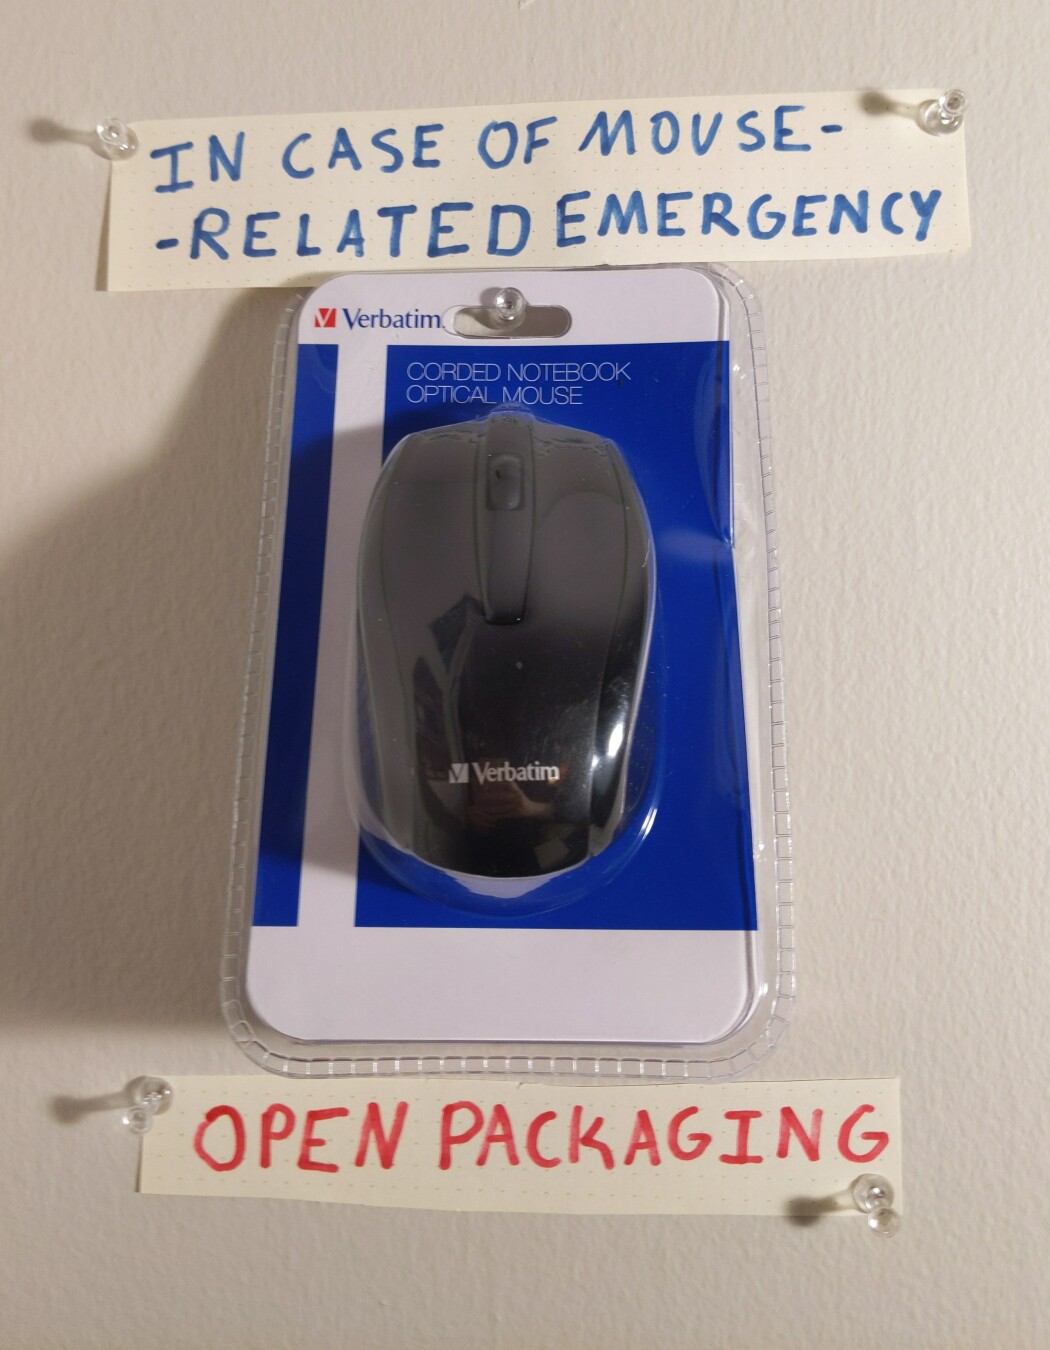 IN CASE OF MOUSE-
-RELATED EMERGENCY
Verbatim.
CORDED NOTEBOOK
OPTICAL MOUSE
Verbatim
OPEN PACKAGING